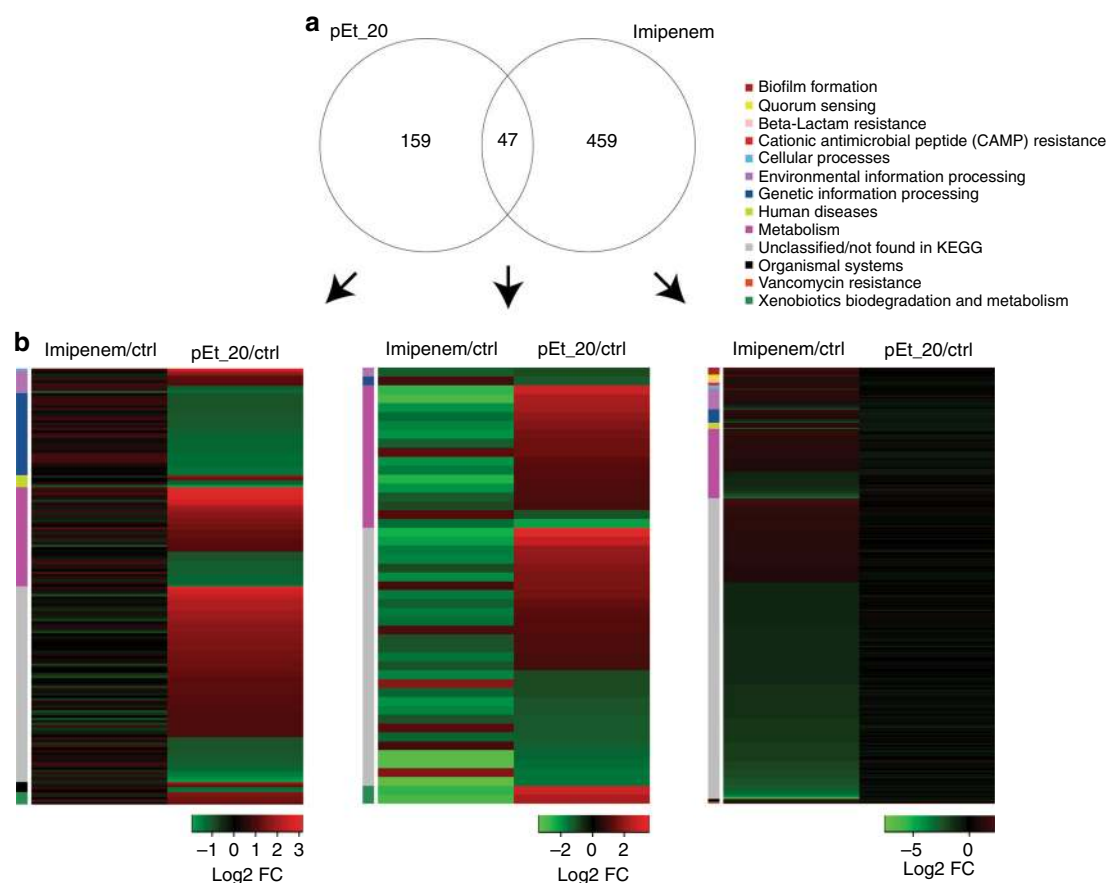 a
pEt_20 Imipenem
159 47 459
Biofilm formation
Quorum sensing
Beta-Lactam resistance
Cationic antimicrobial peptide (CAMP) resistance
Cellular processes
Environmental information processing
Genetic information processing
Human diseases
Metabolism
Unclassified/not found in KEGG
Organismal systems
Vancomycin resistance
Xenobiotics biodegradation and metabolism
b
Imipenem/ctrl pEt_20/ctrl
Imipenem/ctrl pEt_20/ctrl
Imipenem/ctrl pEt_20/ctrl
−1 0 1 2 3
Log2 FC
−2 0 2
Log2 FC
−5 0
Log2 FC